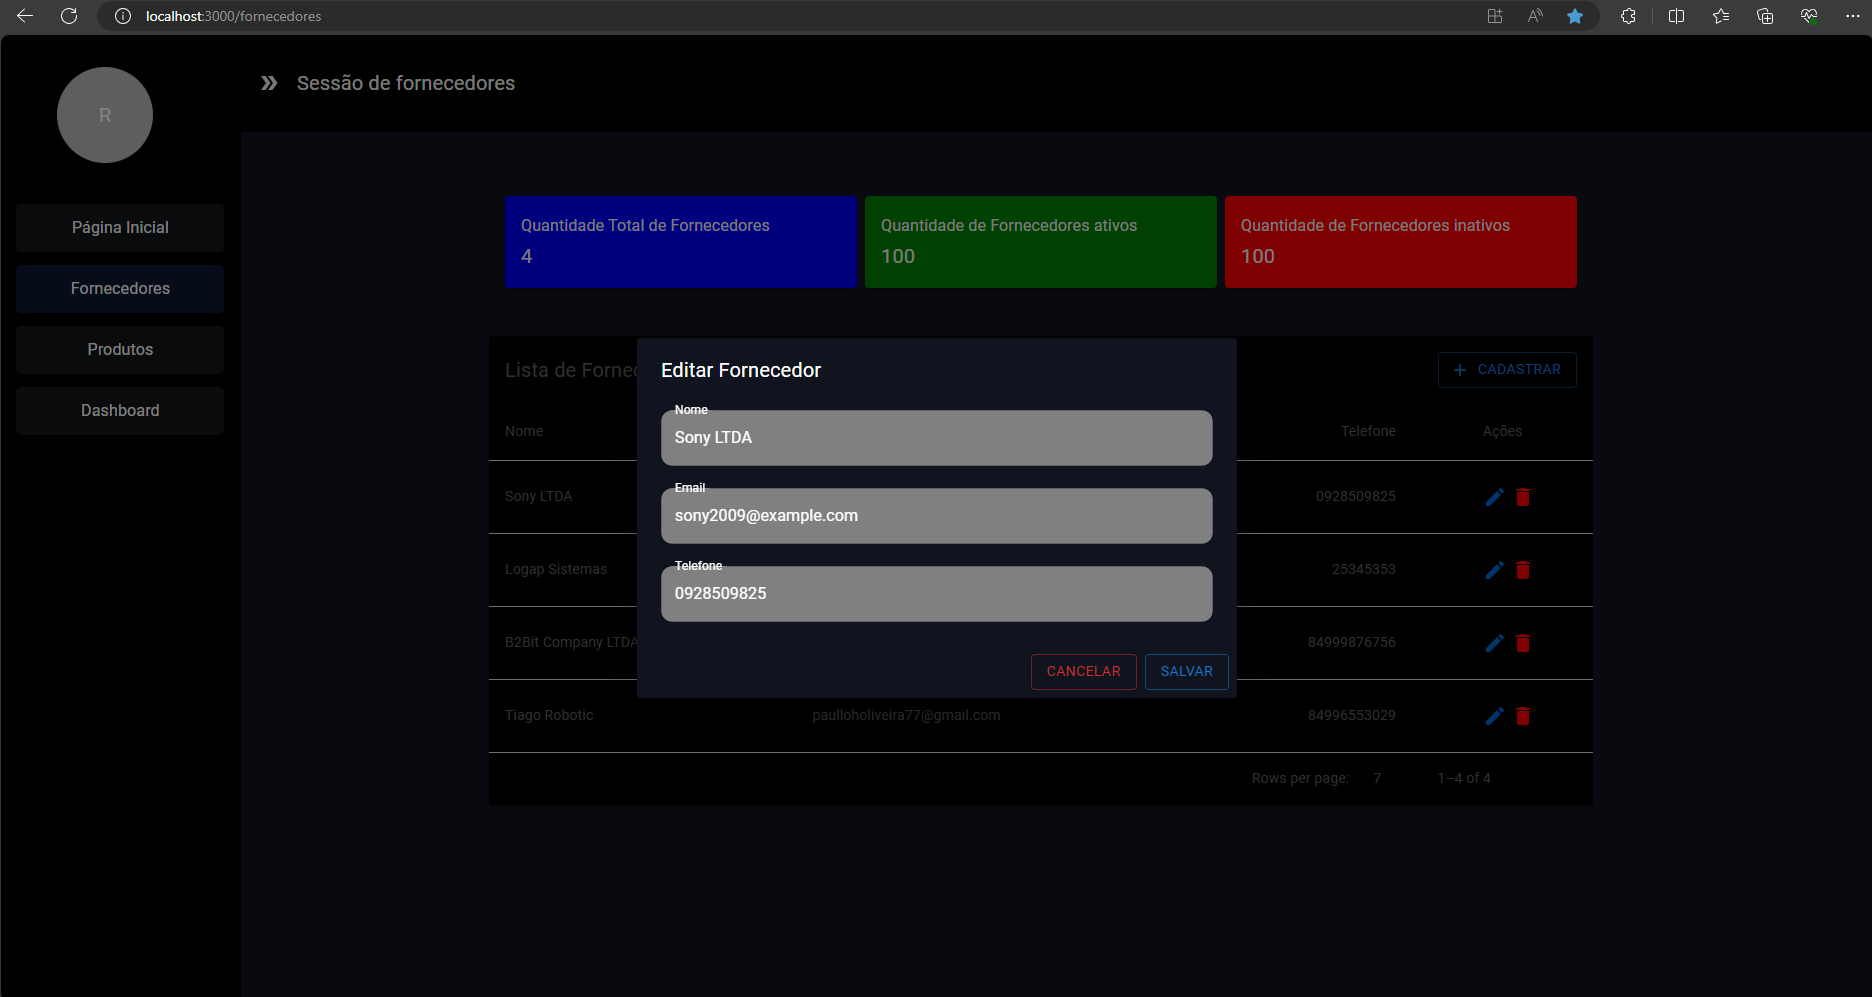 localhost:3000/fornecedores
R
Sessão de fornecedores
Página Inicial
Fornecedores
Produtos
Dashboard
Quantidade Total de Fornecedores
4
Quantidade de Fornecedores ativos
100
Quantidade de Fornecedores inativos
100
Lista de Fornec
CADASTRAR
Nome Telefone Ações
Sony LTDA 0928509825
Logap Sistemas 25345353
B2Bit Company LTDA 84999876756
Tiago Robotic paulloholiveira77@gmail.com 84996553029
Rows per page: 7 1–4 of 4
Editar Fornecedor
Nome
Sony LTDA
Email
sony2009@example.com
Telefone
0928509825
CANCELAR SALVAR